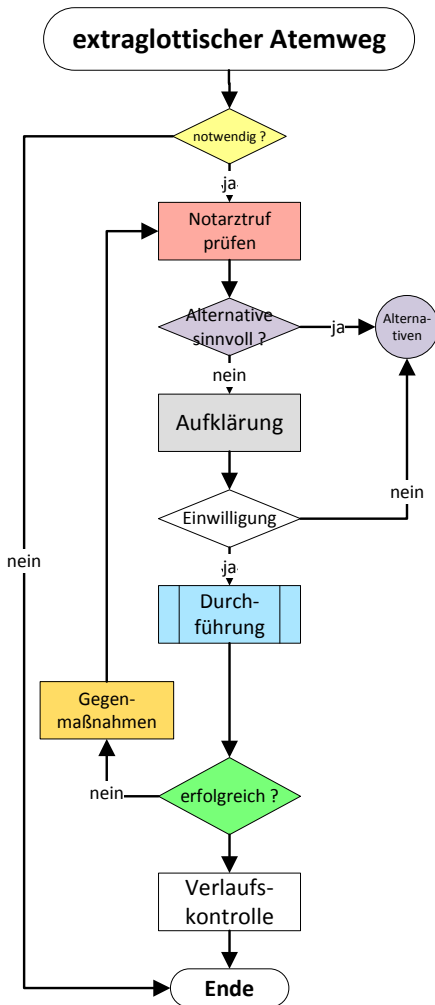 extraglottischer Atemweg
notwendig ?
ja
Notarztruf
prüfen
Alternative
sinnvoll ?
ja
Alterna-
tiven
nein
Aufklärung
Einwilligung
nein
ja
nein
Durch-
führung
Gegen-
maßnahmen
nein
erfolgreich ?
Verlaufs-
kontrolle
Ende